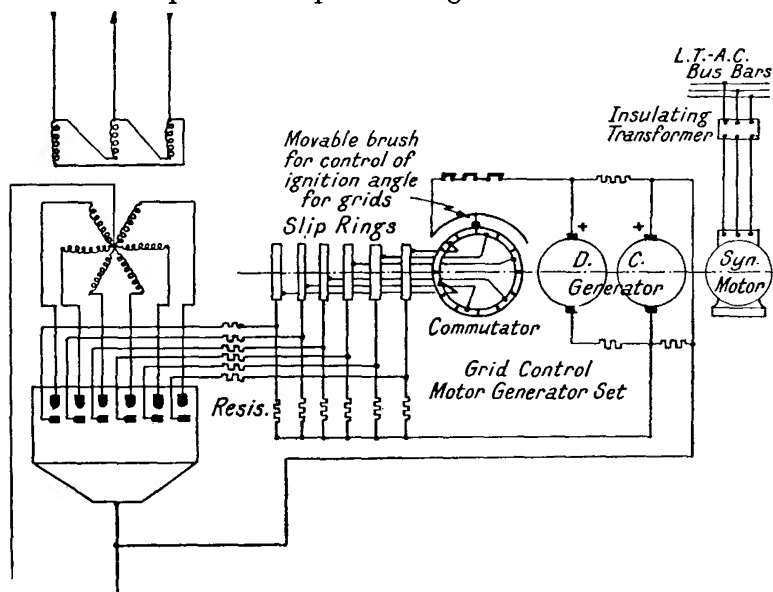 L.T.-A.C.
Bus Bars
Insulating
Transformer
Movable brush
for control of
ignition angle
for grids
Slip Rings
+
+
D.
C.
Generator
Syn.
Motor
Commutator
Grid Control
Motor Generator Set
Resis.